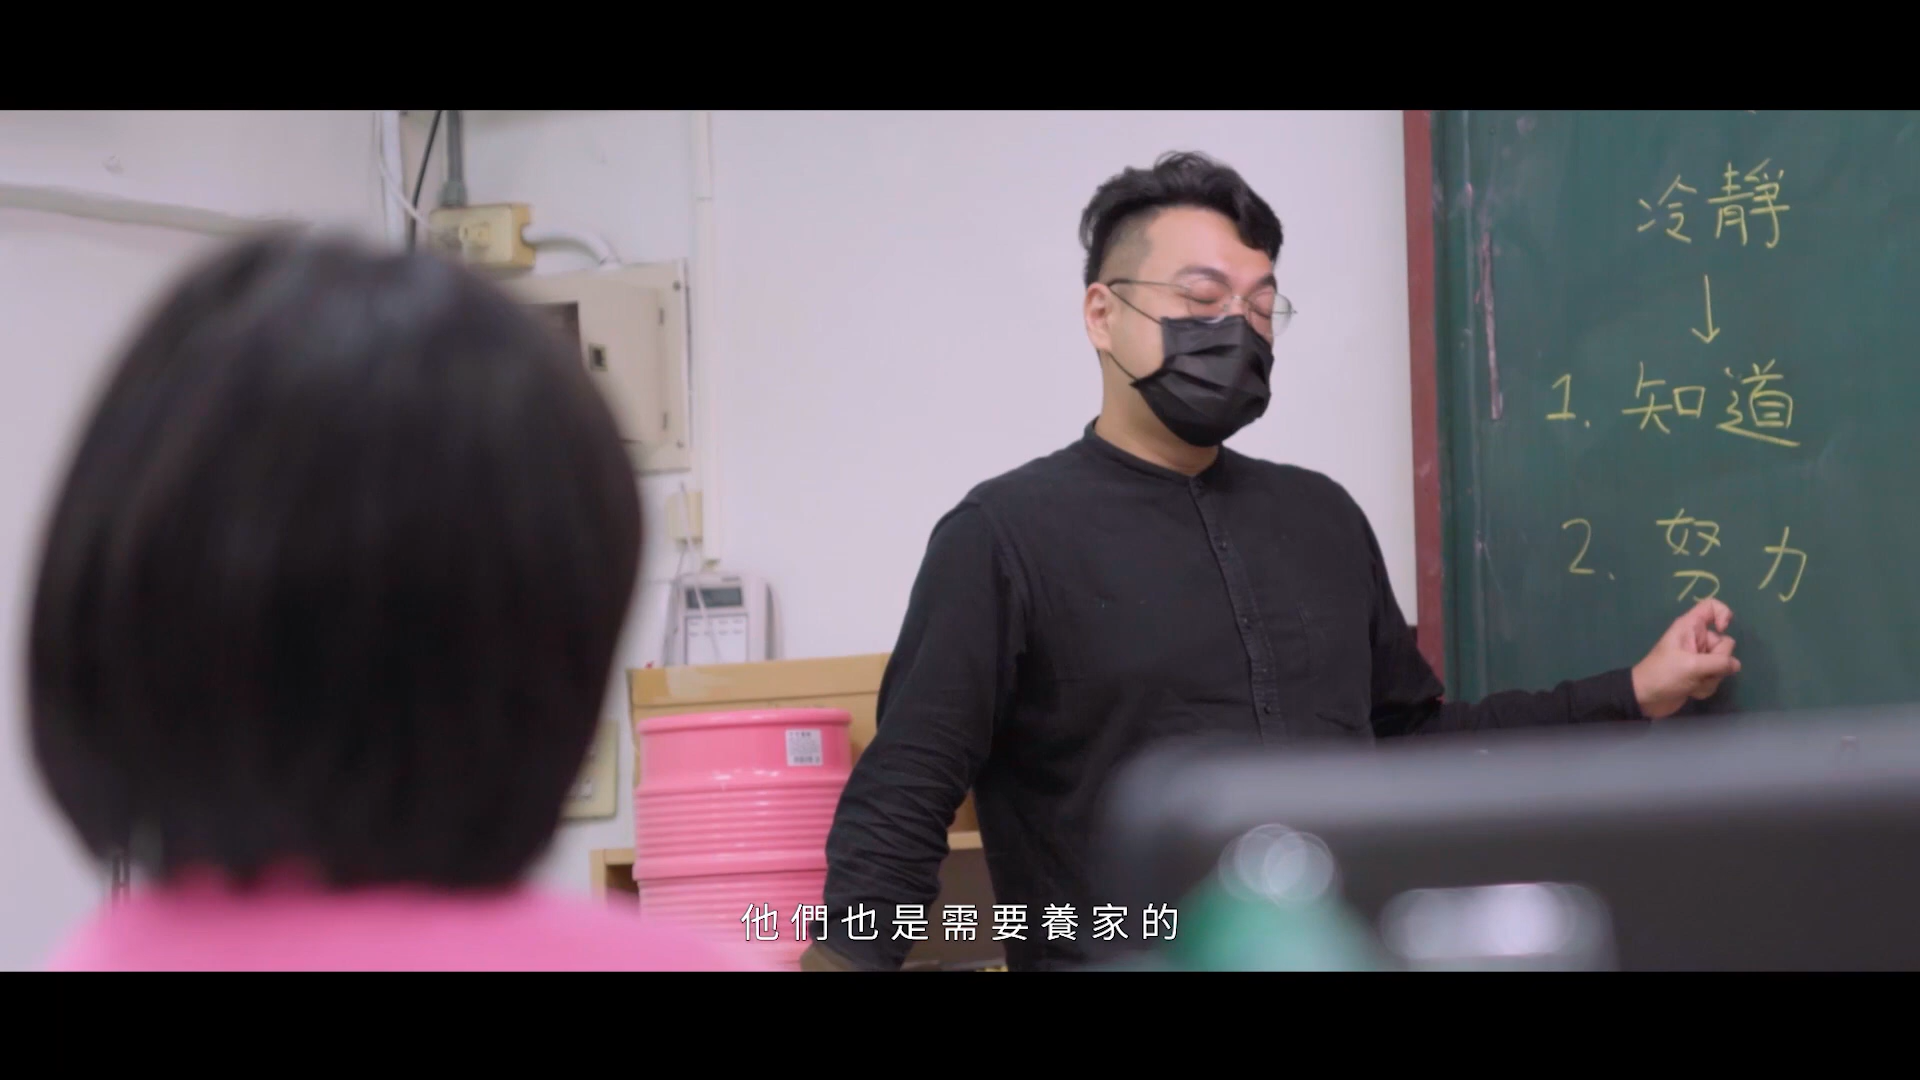 冷靜
↓
1. 知道
2. 努力
他們也是需要養家的